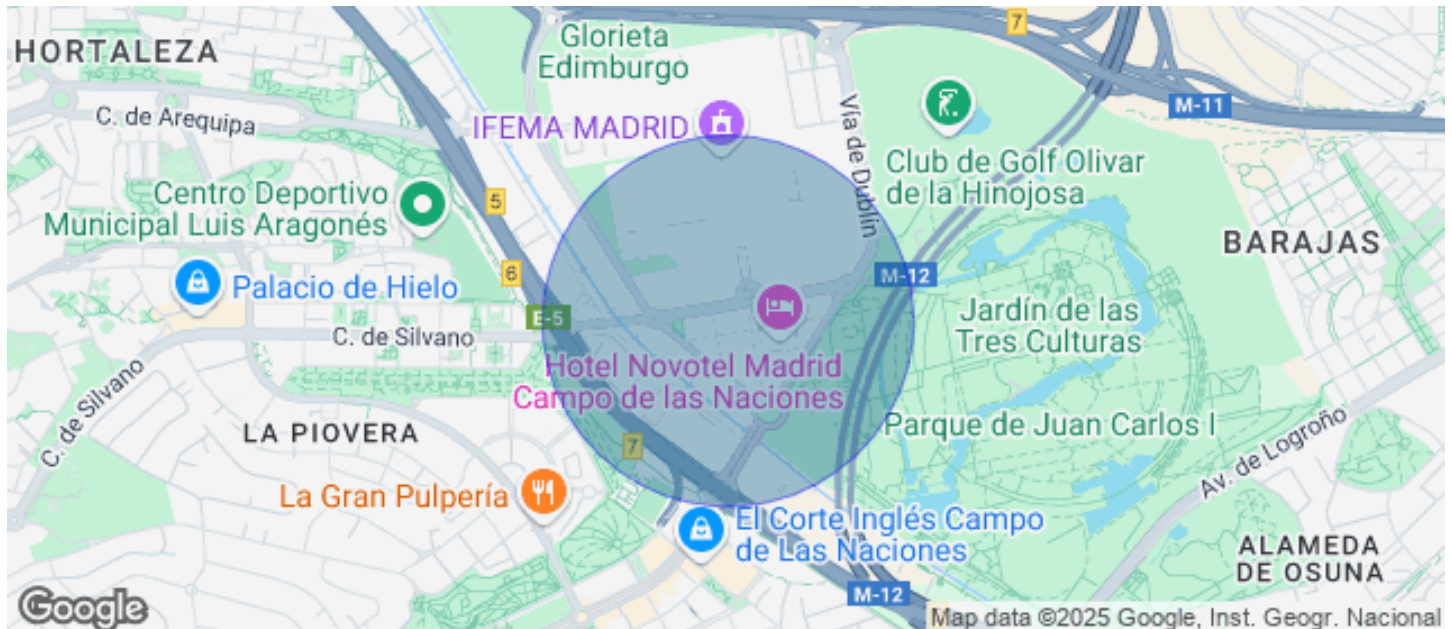 HORTALEZA
Glorieta
Edimburgo
7
C. de Arequipa
IFEMA MADRID
Vía de Dublín
M-11
Club de Golf Olivar
de la Hinojosa
Centro Deportivo
Municipal Luis Aragonés
5
BARAJAS
6
M-12
Palacio de Hielo
E-5
C. de Silvano
Jardín de las
Tres Culturas
Hotel Novotel Madrid
Campo de las Naciones
C. de Silvano
LA PIOVERA
7
Parque de Juan Carlos I
Av. de Logroño
La Gran Pulpería
El Corte Inglés Campo
de Las Naciones
ALAMEDA
DE OSUNA
M-12
Google
Map data ©2025 Google, Inst. Geogr. Nacional